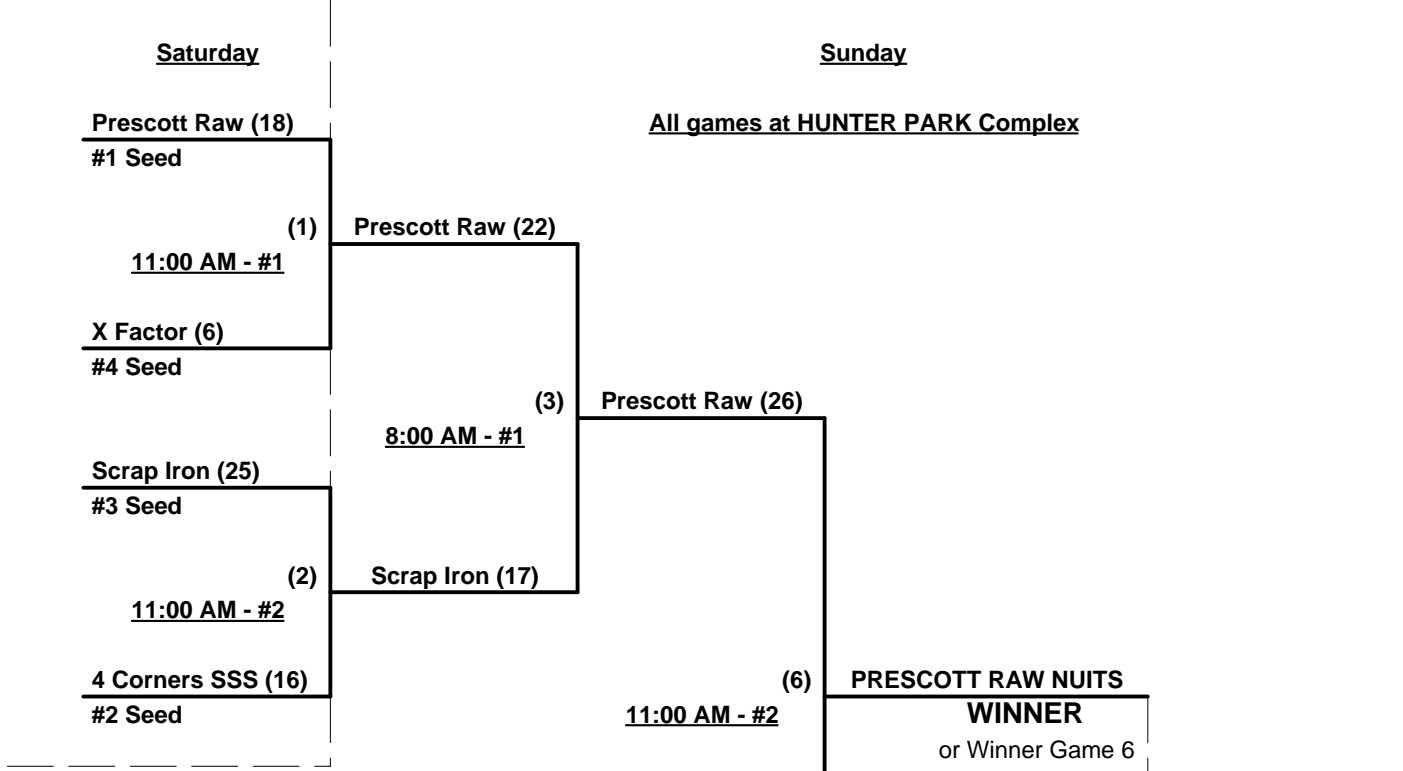 Saturday
Sunday
Prescott Raw (18)
All games at HUNTER PARK Complex
#1 Seed
(1)
Prescott Raw (22)
11:00 AM - #1
X Factor (6)
#4 Seed
(3)
Prescott Raw (26)
8:00 AM - #1
Scrap Iron (25)
#3 Seed
(2)
Scrap Iron (17)
11:00 AM - #2
4 Corners SSS (16)
(6)
PRESCOTT RAW NUITS
#2 Seed
11:00 AM - #2
WINNER
or Winner Game 6